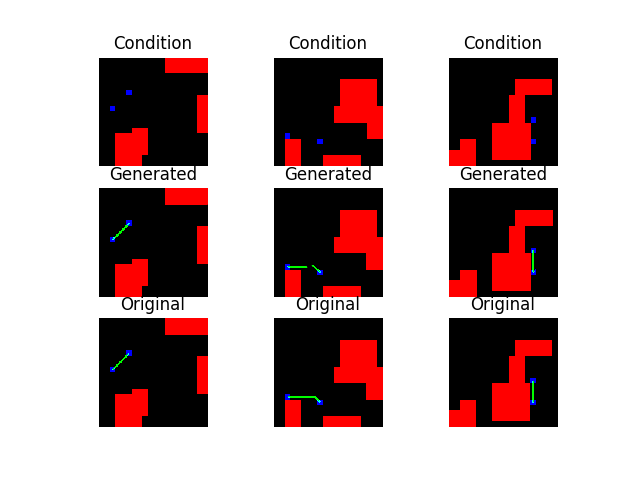 Condition Condition Condition
Generated Generated Generated
Original Original Original